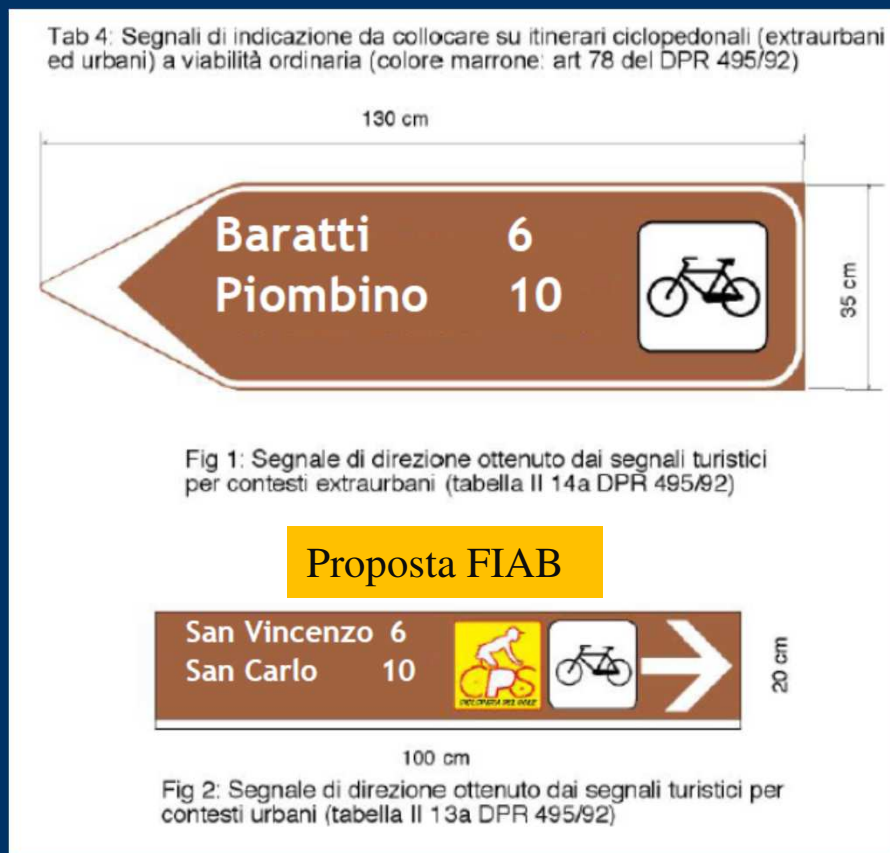 Tab 4: Segnali di indicazione da collocare su itinerari ciclopedonali (extraurbani
ed urbani) a viabilità ordinaria (colore marrone: art 78 del DPR 495/92)
130 cm
Baratti 6
Piombino 10
35 cm
Fig 1: Segnale di direzione ottenuto dai segnali turistici
per contesti extraurbani (tabella II 14a DPR 495/92)
Proposta FIAB
San Vincenzo 6
San Carlo 10
CPS
CICLOPISTA DEL SOLE
20 cm
100 cm
Fig 2: Segnale di direzione ottenuto dai segnali turistici per
contesti urbani (tabella II 13a DPR 495/92)